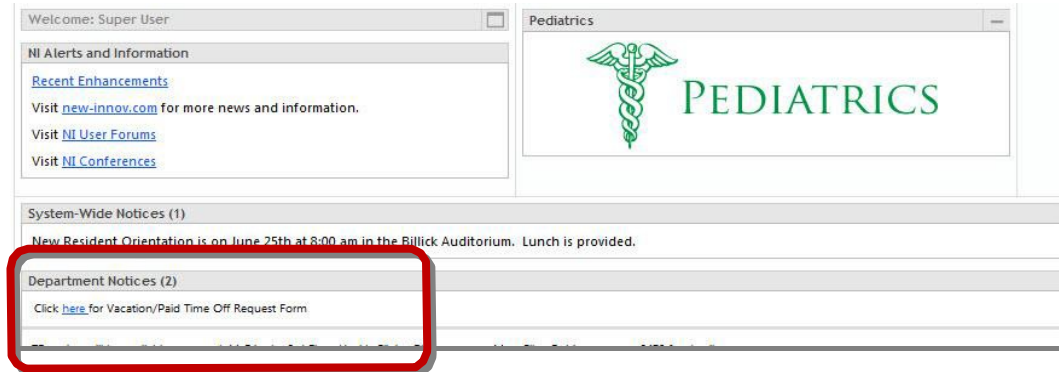 Welcome: Super User
NI Alerts and Information
Recent Enhancements
Visit new-innov.com for more news and information.
Visit NI User Forums
Visit NI Conferences
Pediatrics
PEDIATRICS
System-Wide Notices (1)
New Resident Orientation is on June 25th at 8:00 am in the Billick Auditorium. Lunch is provided.
Department Notices (2)
Click here for Vacation/Paid Time Off Request Form